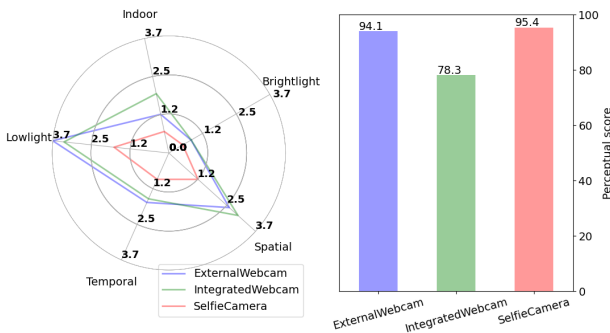 Indoor
3.7
2.5
1.2
Brightlight
3.7
2.5
1.2
0.0
Lowlight
3.7
2.5
1.2
Temporal
3.7
2.5
1.2
Spatial
3.7
2.5
1.2
ExternalWebcam
IntegratedWebcam
SelfieCamera
94.1
78.3
95.4
100
80
60
40
20
0
Perceptual score
ExternalWebcam
IntegratedWebcam
SelfieCamera